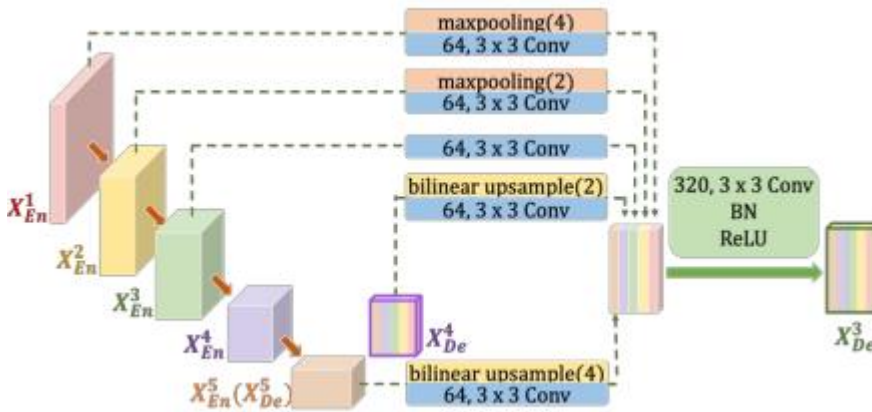 maxpooling(4)
64, 3 x 3 Conv
maxpooling(2)
64, 3 x 3 Conv
64, 3 x 3 Conv
bilinear upsample(2)
64, 3 x 3 Conv
320, 3 x 3 Conv
BN
ReLU
X¹En
X²En
X³En
X⁴En
X⁴De
X³De
X⁵En(X⁵De)
bilinear upsample(4)
64, 3 x 3 Conv